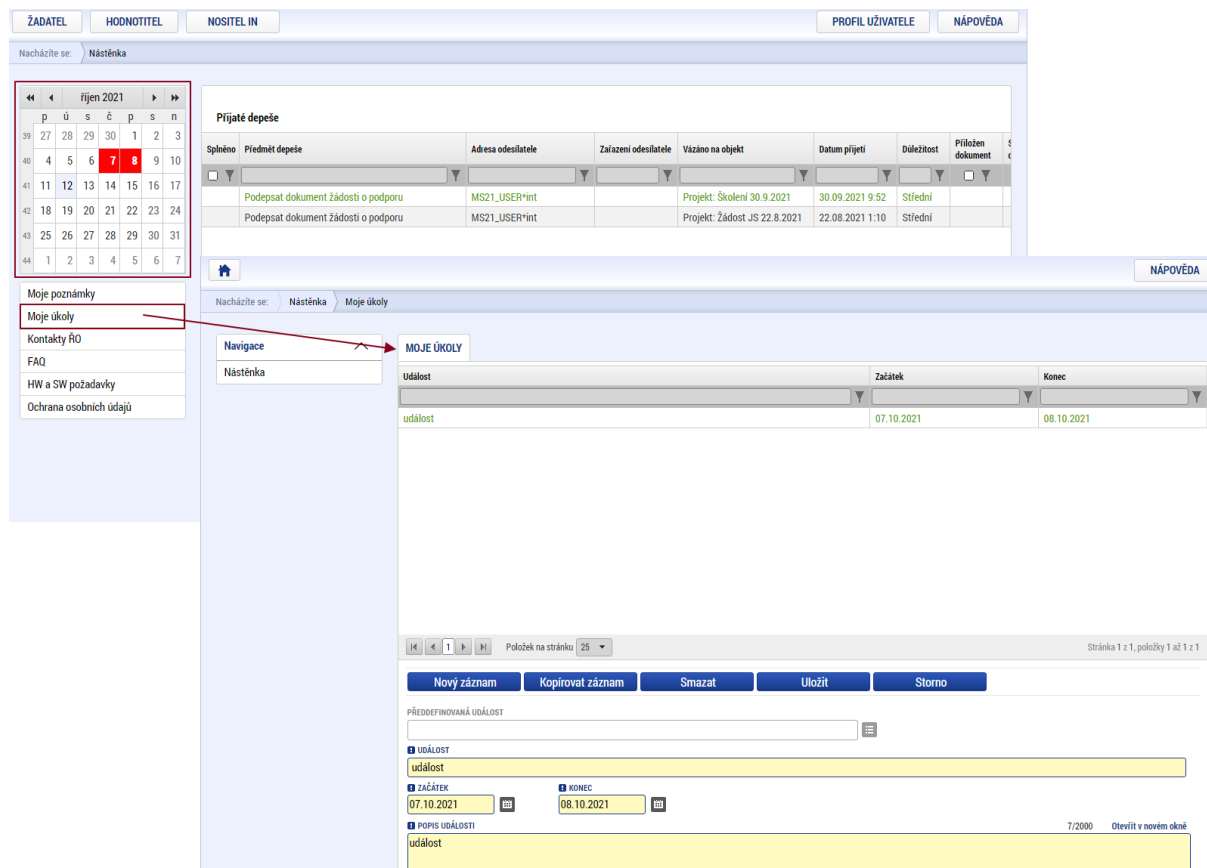 ŽADATEL HODNOTITEL NOSITEL IN PROFIL UŽIVATELE NÁPOVĚDA
Nacházíte se: Nástěnka
říjen 2021
p ú s č p s n
39 27 28 29 30 1 2 3
40 4 5 6 7 8 9 10
41 11 12 13 14 15 16 17
42 18 19 20 21 22 23 24
43 25 26 27 28 29 30 31
44 1 2 3 4 5 6 7
Moje poznámky
Moje úkoly
Kontakty ŘO
FAQ
HW a SW požadavky
Ochrana osobních údajů
Přijaté depeše
Splněno Předmět depeše Adresa odesílatele Zařazení odesílatele Vázáno na objekt Datum přijetí Důležitost Přiložen dokument
Podepsat dokument žádosti o podporu MS21_USER*int Projekt: Školení 30.9.2021 30.09.2021 9:52 Střední
Podepsat dokument žádosti o podporu MS21_USER*int Projekt: Žádost JS 22.8.2021 22.08.2021 1:10 Střední
NÁPOVĚDA
Nacházíte se: Nástěnka Moje úkoly
Navigace
Nástěnka
MOJE ÚKOLY
Událost Začátek Konec
událost 07.10.2021 08.10.2021
1 Položek na stránku 25 Stránka 1 z 1, položky 1 až 1 z 1
Nový záznam Kopírovat záznam Smazat Uložit Storno
PŘEDDEFINOVANÁ UDÁLOST
UDÁLOST
událost
ZAČÁTEK KONEC
07.10.2021 08.10.2021
POPIS UDÁLOSTI 7/2000 Otevřít v novém okně
událost